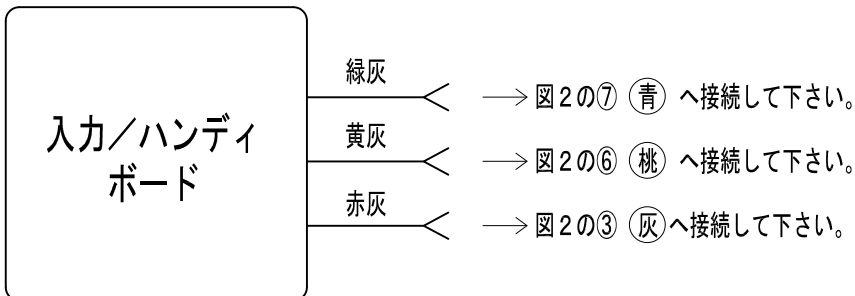 入力／ハンディ
ボード
緑灰
→図２の⑦ ㊤青 へ接続して下さい。
黄灰
→図２の⑥ 桃 へ接続して下さい。
赤灰
→図２の③ 灰へ接続して下さい。